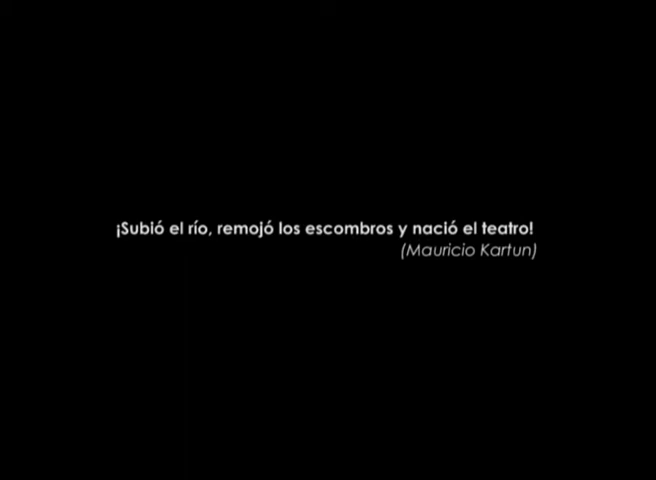 ¡Subió el río, remojó los escombros y nació el teatro!
(Mauricio Kartun)